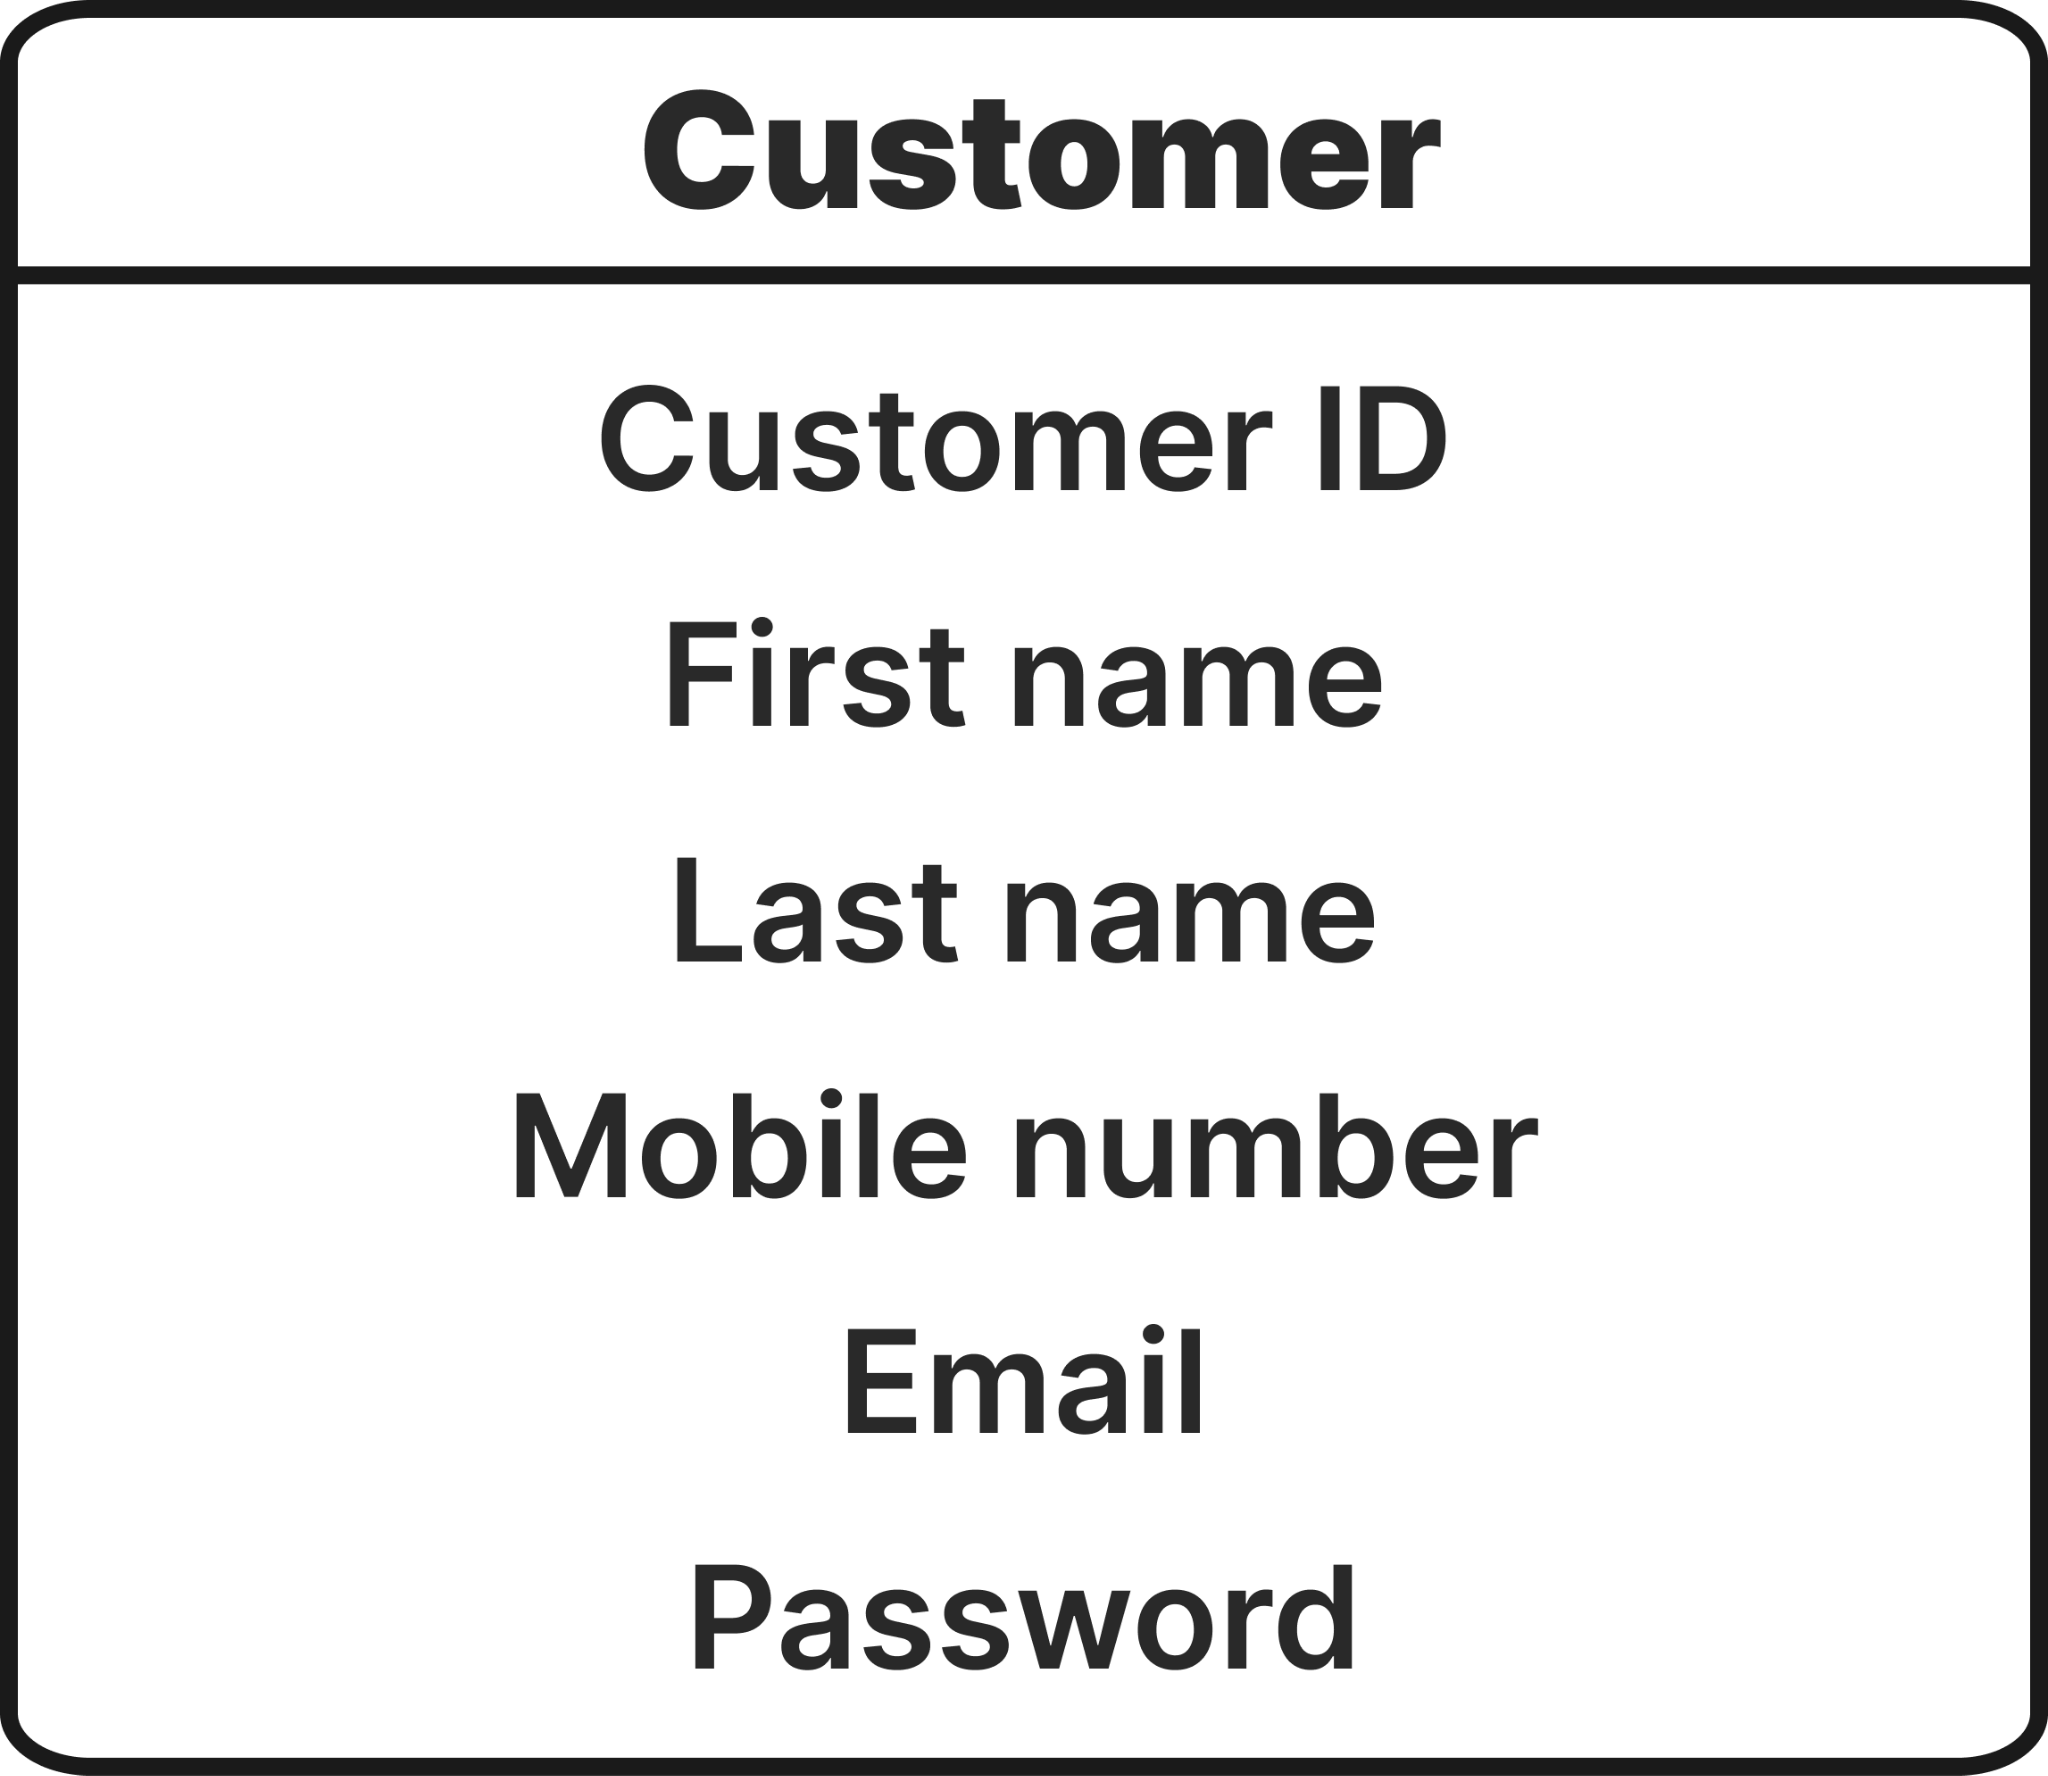 Customer
Customer ID
First name
Last name
Mobile number
Email
Password